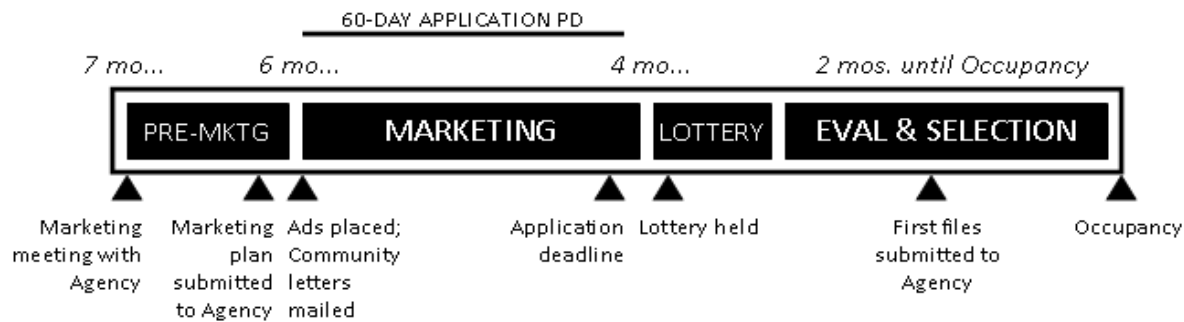 60-DAY APPLICATION PD
7 mo... 6 mo... 4 mo... 2 mos. until Occupancy
PRE-MKTG MARKETING LOTTERY EVAL & SELECTION
Marketing
meeting with
Agency
Marketing
plan
submitted
to Agency
Ads placed;
Community
letters
mailed
Application
deadline
Lottery held
First files
submitted to
Agency
Occupancy